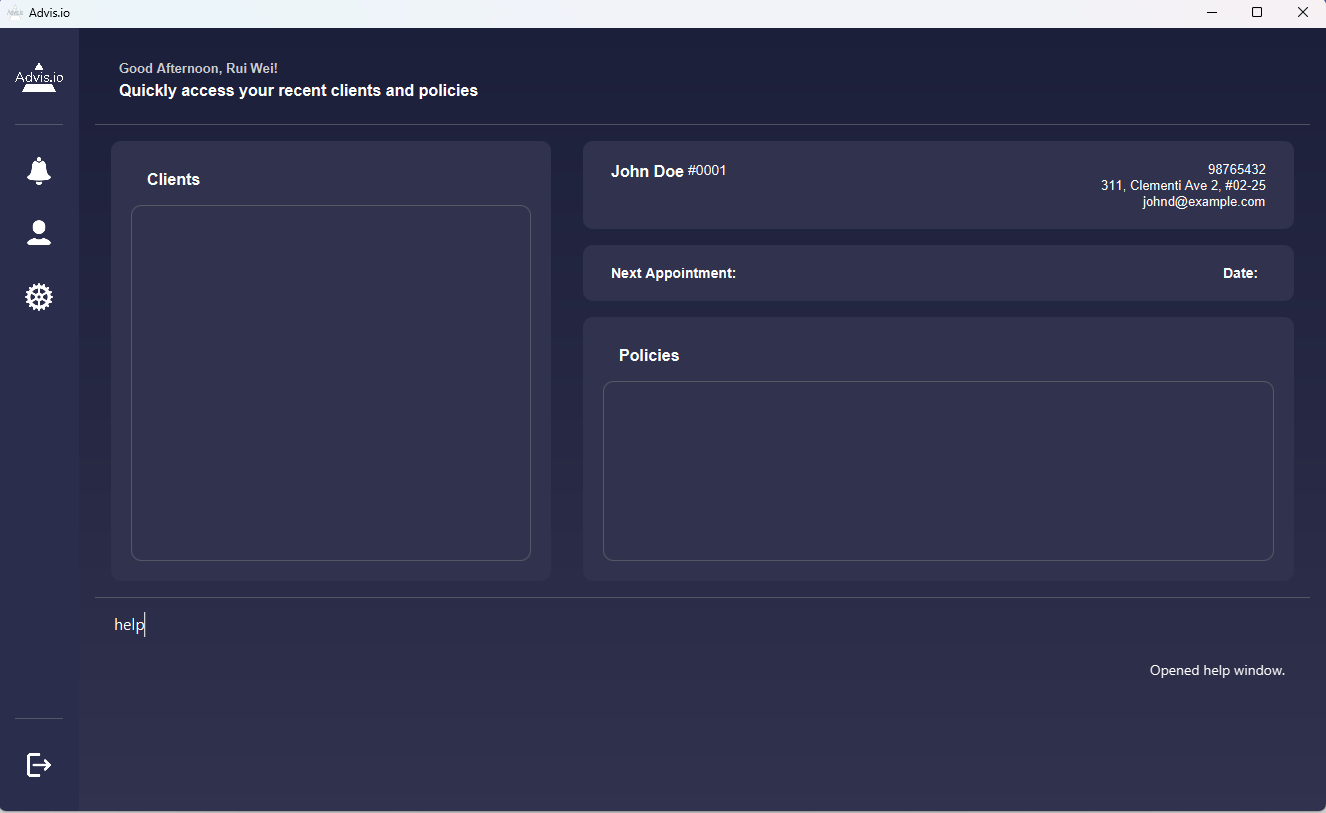 Advis.io
Advis.io
Good Afternoon, Rui Wei!
Quickly access your recent clients and policies
Clients
John Doe #0001
98765432
311, Clementi Ave 2, #02-25
johnd@example.com
Next Appointment:
Date:
Policies
help
Opened help window.